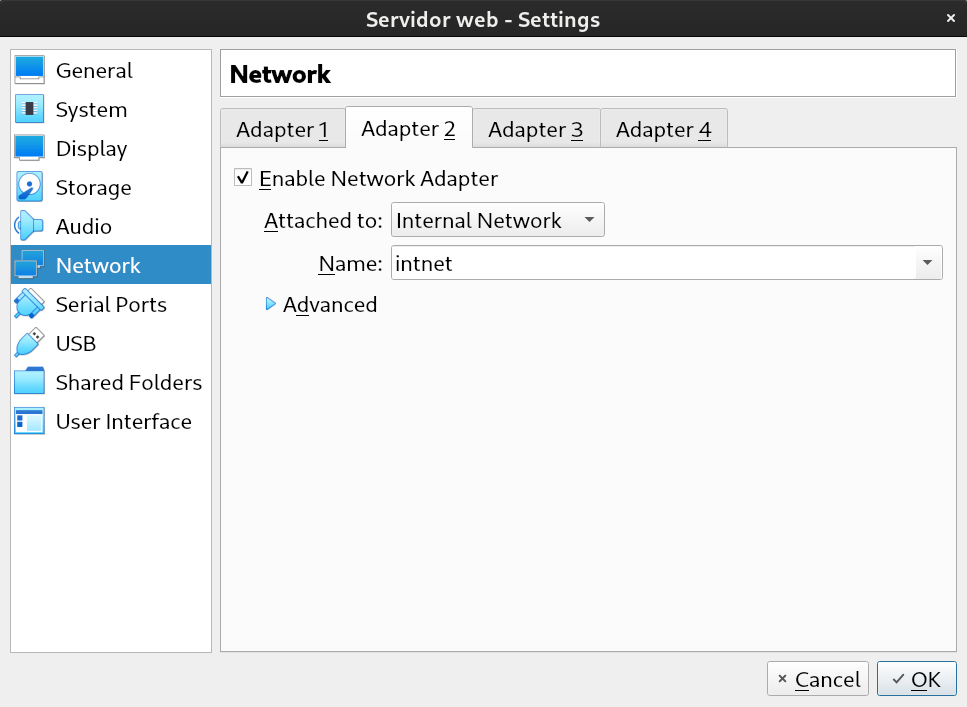 Servidor web - Settings
General
System
Display
Storage
Audio
Network
Serial Ports
USB
Shared Folders
User Interface
Network
Adapter 1 Adapter 2 Adapter 3 Adapter 4
Enable Network Adapter
Attached to: Internal Network
Name: intnet
Advanced
Cancel OK